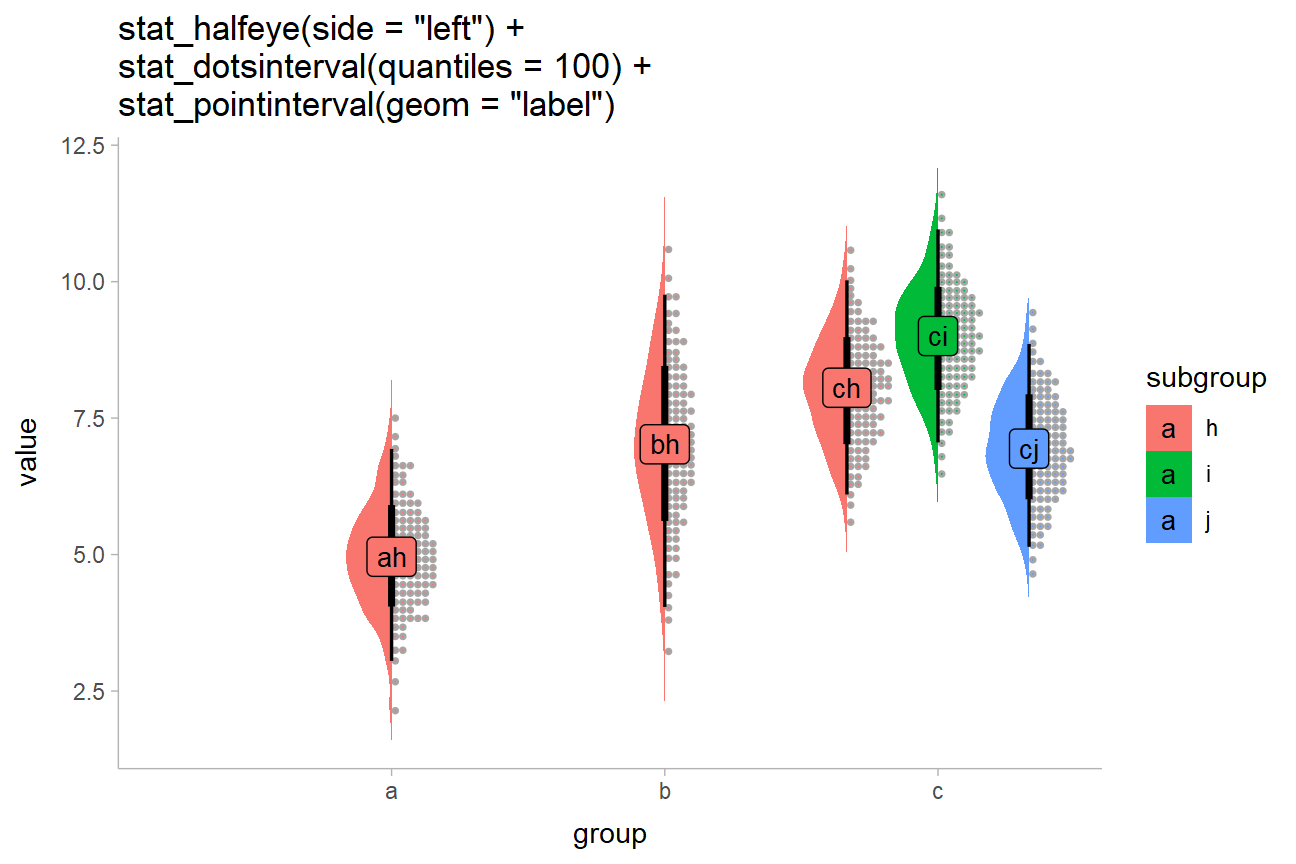 stat_halfeye(side = "left") +
stat_dotsinterval(quantiles = 100) +
stat_pointinterval(geom = "label")
12.5
10.0
7.5
5.0
2.5
value
ah
bh
ch
ci
cj
a
b
c
group
subgroup
a h
a i
a j